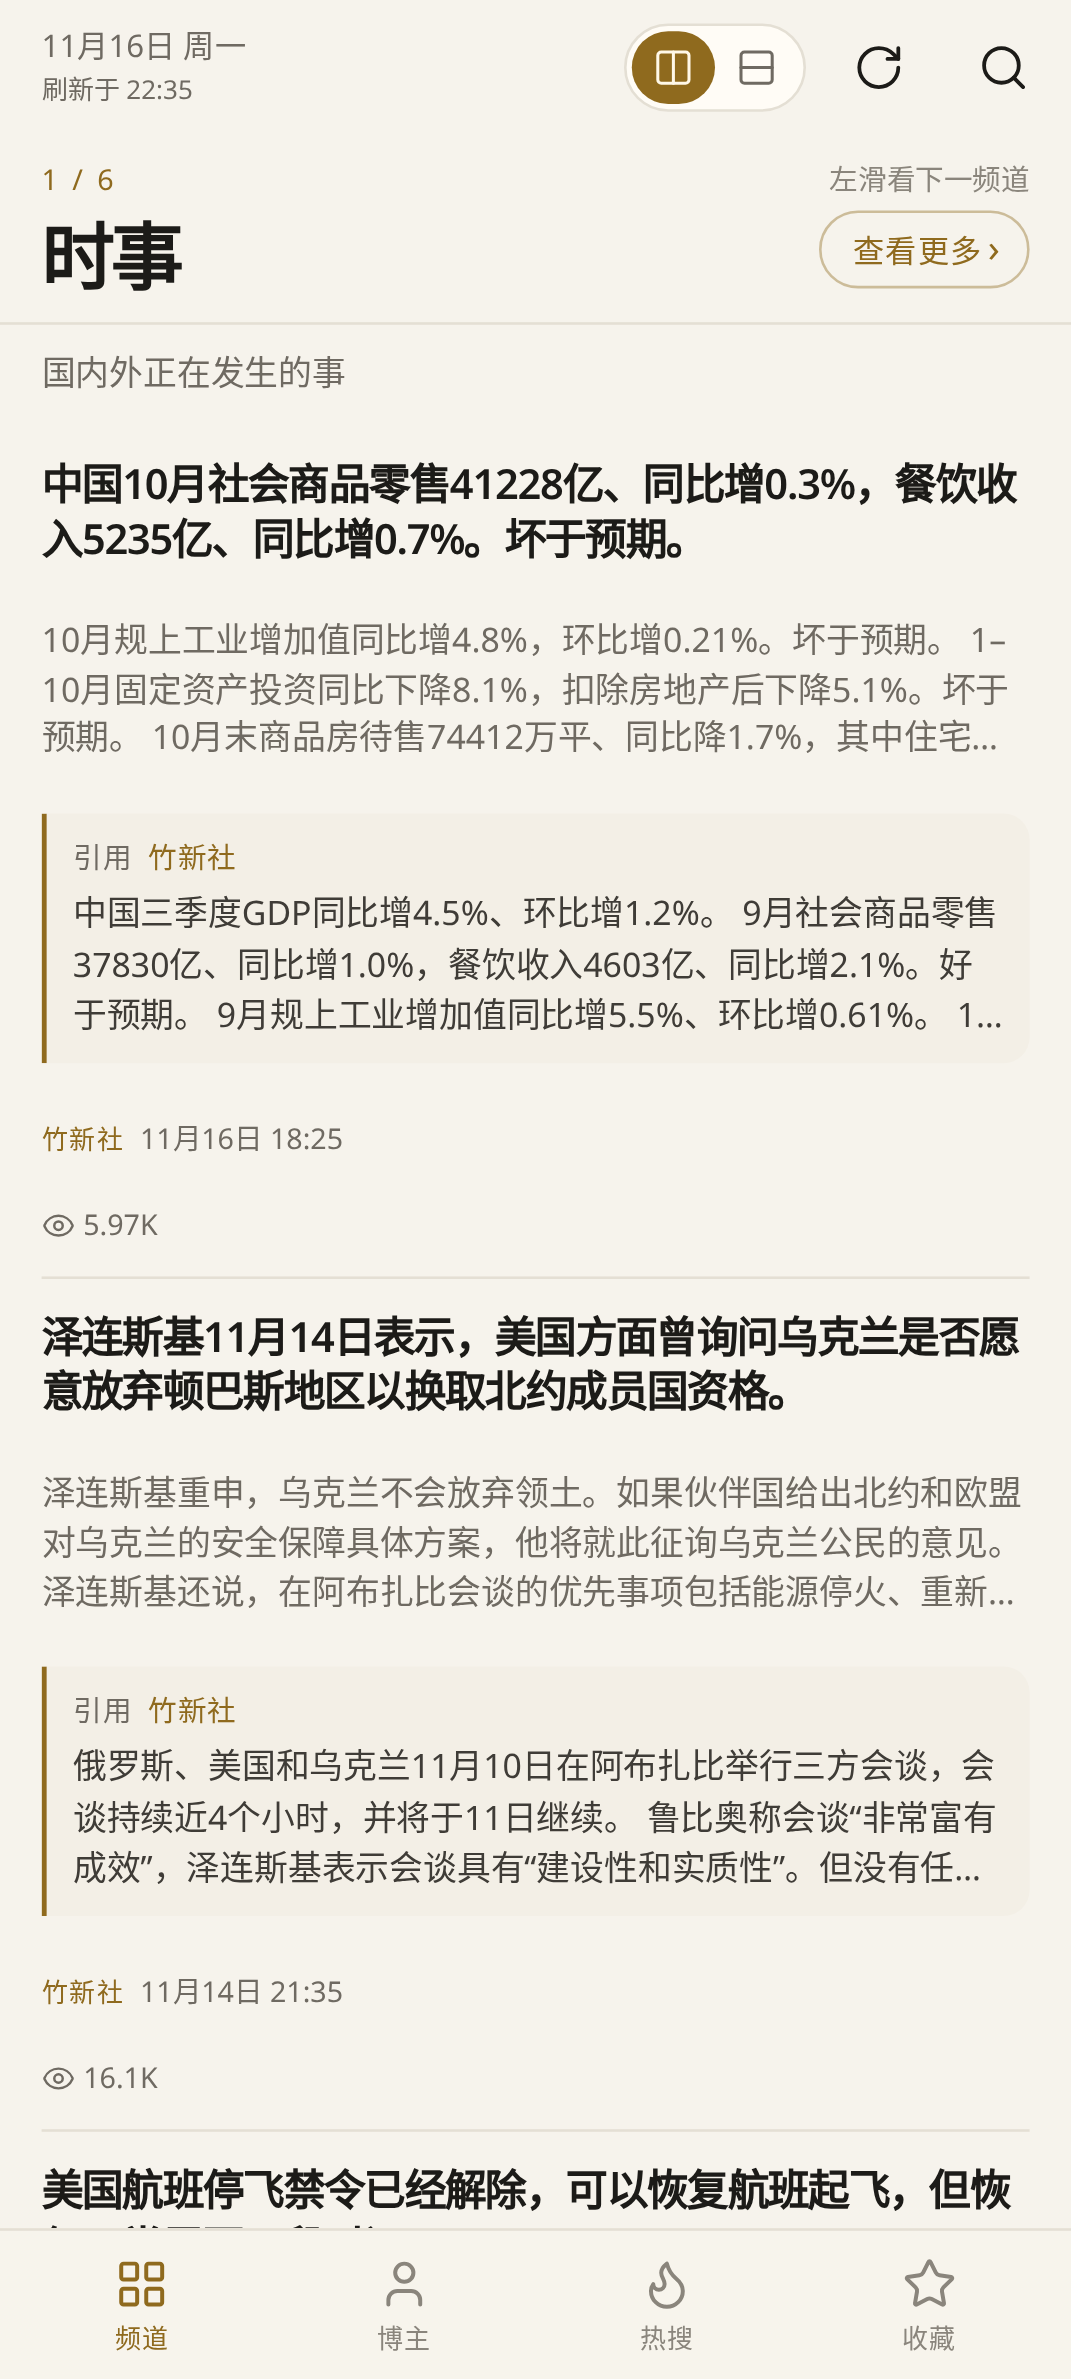 11月16日 周一
刷新于 22:35
1 / 6
左滑看下一频道
时事
查看更多 ›
国内外正在发生的事
中国10月社会商品零售41228亿、同比增0.3%，餐饮收
入5235亿、同比增0.7%。坏于预期。
10月规上工业增加值同比增4.8%，环比增0.21%。坏于预期。 1–
10月固定资产投资同比下降8.1%，扣除房地产后下降5.1%。坏于
预期。 10月末商品房待售74412万平、同比降1.7%，其中住宅...
引用 竹新社
中国三季度GDP同比增4.5%、环比增1.2%。 9月社会商品零售
37830亿、同比增1.0%，餐饮收入4603亿、同比增2.1%。好
于预期。 9月规上工业增加值同比增5.5%、环比增0.61%。 1...
竹新社 11月16日 18:25
5.97K
泽连斯基11月14日表示，美国方面曾询问乌克兰是否愿
意放弃顿巴斯地区以换取北约成员国资格。
泽连斯基重申，乌克兰不会放弃领土。如果伙伴国给出北约和欧盟
对乌克兰的安全保障具体方案，他将就此征询乌克兰公民的意见。
泽连斯基还说，在阿布扎比会谈的优先事项包括能源停火、重新...
引用 竹新社
俄罗斯、美国和乌克兰11月10日在阿布扎比举行三方会谈，会
谈持续近4个小时，并将于11日继续。 鲁比奥称会谈“非常富有
成效”，泽连斯基表示会谈具有“建设性和实质性”。但没有任...
竹新社 11月14日 21:35
16.1K
美国航班停飞禁令已经解除，可以恢复航班起飞，但恢
频道
博主
热搜
收藏